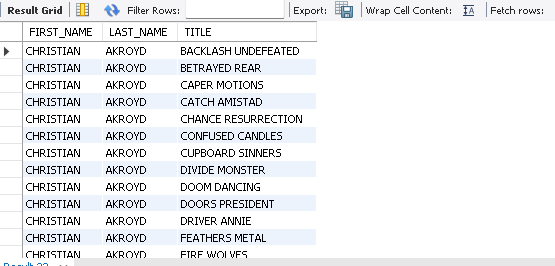 Result Grid Filter Rows: Export: Wrap Cell Content: Fetch rows:
FIRST_NAME LAST_NAME TITLE
CHRISTIAN AKROYD BACKLASH UNDEFEATED
CHRISTIAN AKROYD BETRAYED REAR
CHRISTIAN AKROYD CAPER MOTIONS
CHRISTIAN AKROYD CATCH AMISTAD
CHRISTIAN AKROYD CHANCE RESURRECTION
CHRISTIAN AKROYD CONFUSED CANDLES
CHRISTIAN AKROYD CUPBOARD SINNERS
CHRISTIAN AKROYD DIVIDE MONSTER
CHRISTIAN AKROYD DOOM DANCING
CHRISTIAN AKROYD DOORS PRESIDENT
CHRISTIAN AKROYD DRIVER ANNIE
CHRISTIAN AKROYD FEATHERS METAL
CHRISTIAN AKROYD FIRE WOLVES